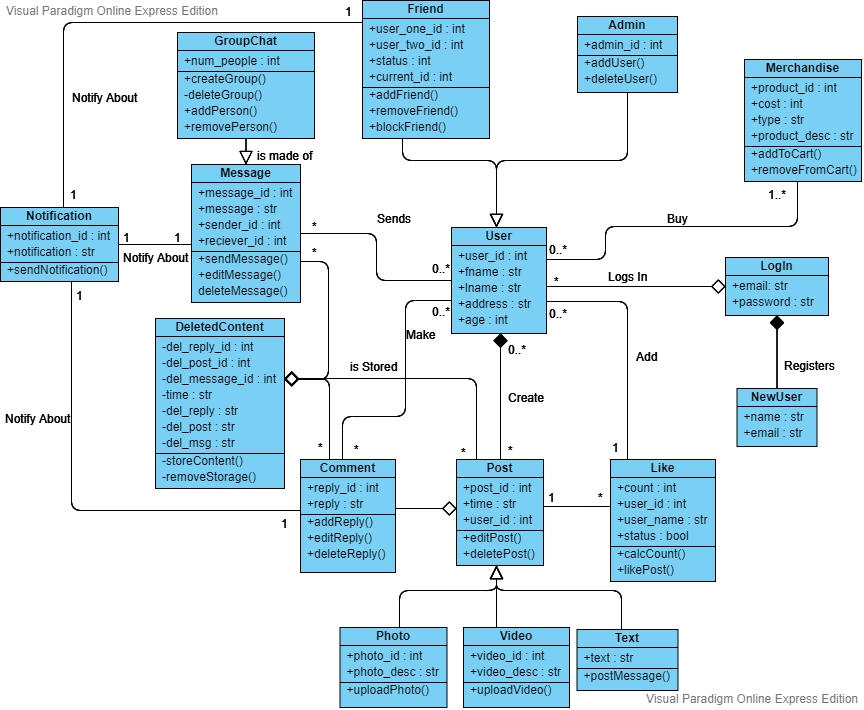 Visual Paradigm Online Express Edition
Friend
+user_one_id : int
+user_two_id : int
+status : int
+current_id : int
+addFriend()
+removeFriend()
+blockFriend()
Admin
+admin_id : int
+addUser()
+deleteUser()
GroupChat
+num_people : int
+createGroup()
-deleteGroup()
+addPerson()
+removePerson()
Merchandise
+product_id : int
+cost : int
+type : str
+product_desc : str
+addToCart()
+removeFromCart()
1
Notify About
is made of
Message
+message_id : int
+message : str
+sender_id : int
+reciever_id : int
+sendMessage()
+editMessage()
deleteMessage()
1
Notification
+notification_id : int
+notification : str
+sendNotification()
1
1
Notify About
1
*
Sends
*
0..*
User
+user_id : int
+fname : str
+lname : str
+address : str
+age : int
1..*
Buy
0..*
*
Logs In
0..*
LogIn
+email: str
+password : str
Registers
NewUser
+name : str
+email : str
DeletedContent
-del_reply_id : int
-del_post_id : int
-del_message_id : int
-time : str
-del_reply : str
-del_post : str
-del_msg : str
-storeContent()
-removeStorage()
0..*
Make
is Stored
0..*
Create
Add
Notify About
1
*
*
*
*
1
Comment
+reply_id : int
+reply : str
+addReply()
+editReply()
+deleteReply()
Post
+post_id : int
+time : str
+user_id : int
+editPost()
+deletePost()
1
*
Like
+count : int
+user_id : int
+user_name : str
+status : bool
+calcCount()
+likePost()
Photo
+photo_id : int
+photo_desc : str
+uploadPhoto()
Video
+video_id : int
+video_desc : str
+uploadVideo()
Text
+text : str
+postMessage()
Visual Paradigm Online Express Edition